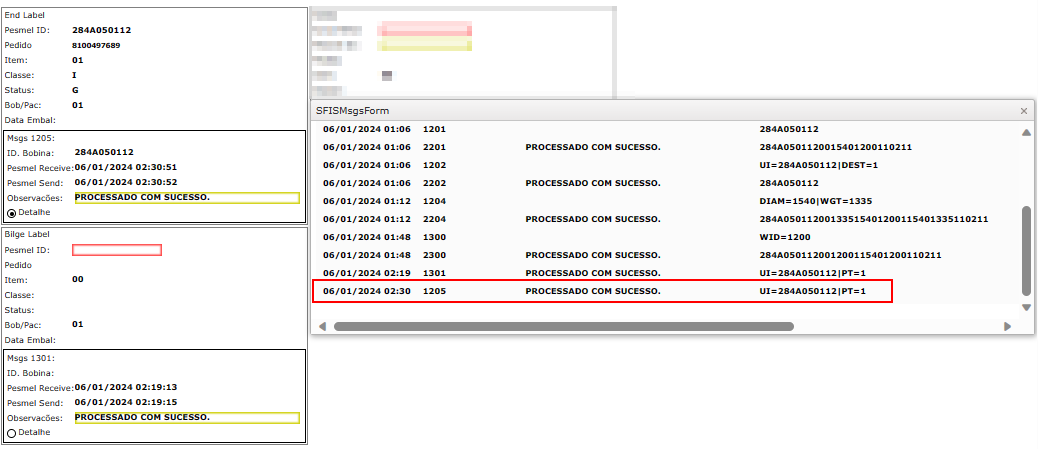 End Label
Pesmel ID: 284A050112
Pedido 8100497689
Item: 01
Classe: I
Status: G
Bob/Pac: 01
Data Embal:
Msgs 1205:
ID. Bobina: 284A050112
Pesmel Receive: 06/01/2024 02:30:51
Pesmel Send: 06/01/2024 02:30:52
Observacões: PROCESSADO COM SUCESSO.
Detalhe
Bilge Label
Pesmel ID:
Pedido
Item: 00
Classe:
Status:
Bob/Pac: 01
Data Embal:
Msgs 1301:
ID. Bobina:
Pesmel Receive: 06/01/2024 02:19:13
Pesmel Send: 06/01/2024 02:19:15
Observacões: PROCESSADO COM SUCESSO.
Detalhe
SFISMsgsForm ×
06/01/2024 01:06 1201 284A050112
06/01/2024 01:06 2201 PROCESSADO COM SUCESSO. 284A0501120015401200110211
06/01/2024 01:06 1202 UI=284A050112|DEST=1
06/01/2024 01:06 2202 PROCESSADO COM SUCESSO. 284A050112
06/01/2024 01:12 1204 DIAM=1540|WGT=1335
06/01/2024 01:12 2204 PROCESSADO COM SUCESSO. 284A05011200133515401200115401335110211
06/01/2024 01:48 1300 WID=1200
06/01/2024 01:48 2300 PROCESSADO COM SUCESSO. 284A0501120012001154012001​10211
06/01/2024 02:19 1301 PROCESSADO COM SUCESSO. UI=284A050112|PT=1
06/01/2024 02:30 1205 PROCESSADO COM SUCESSO. UI=284A050112|PT=1